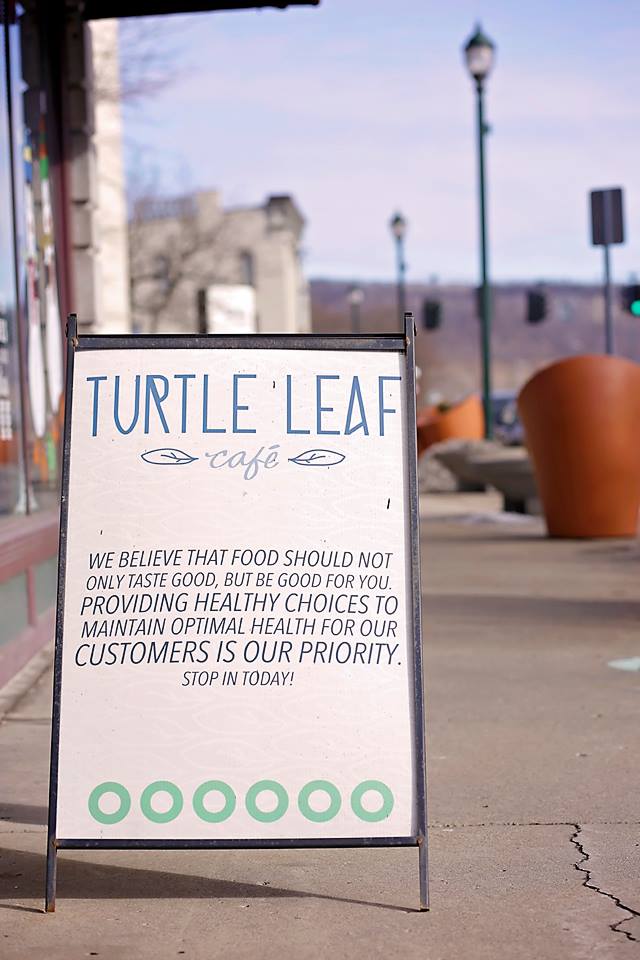 TURTLE LEAF
café
WE BELIEVE THAT FOOD SHOULD NOT
ONLY TASTE GOOD, BUT BE GOOD FOR YOU.
PROVIDING HEALTHY CHOICES TO
MAINTAIN OPTIMAL HEALTH FOR OUR
CUSTOMERS IS OUR PRIORITY.
STOP IN TODAY!